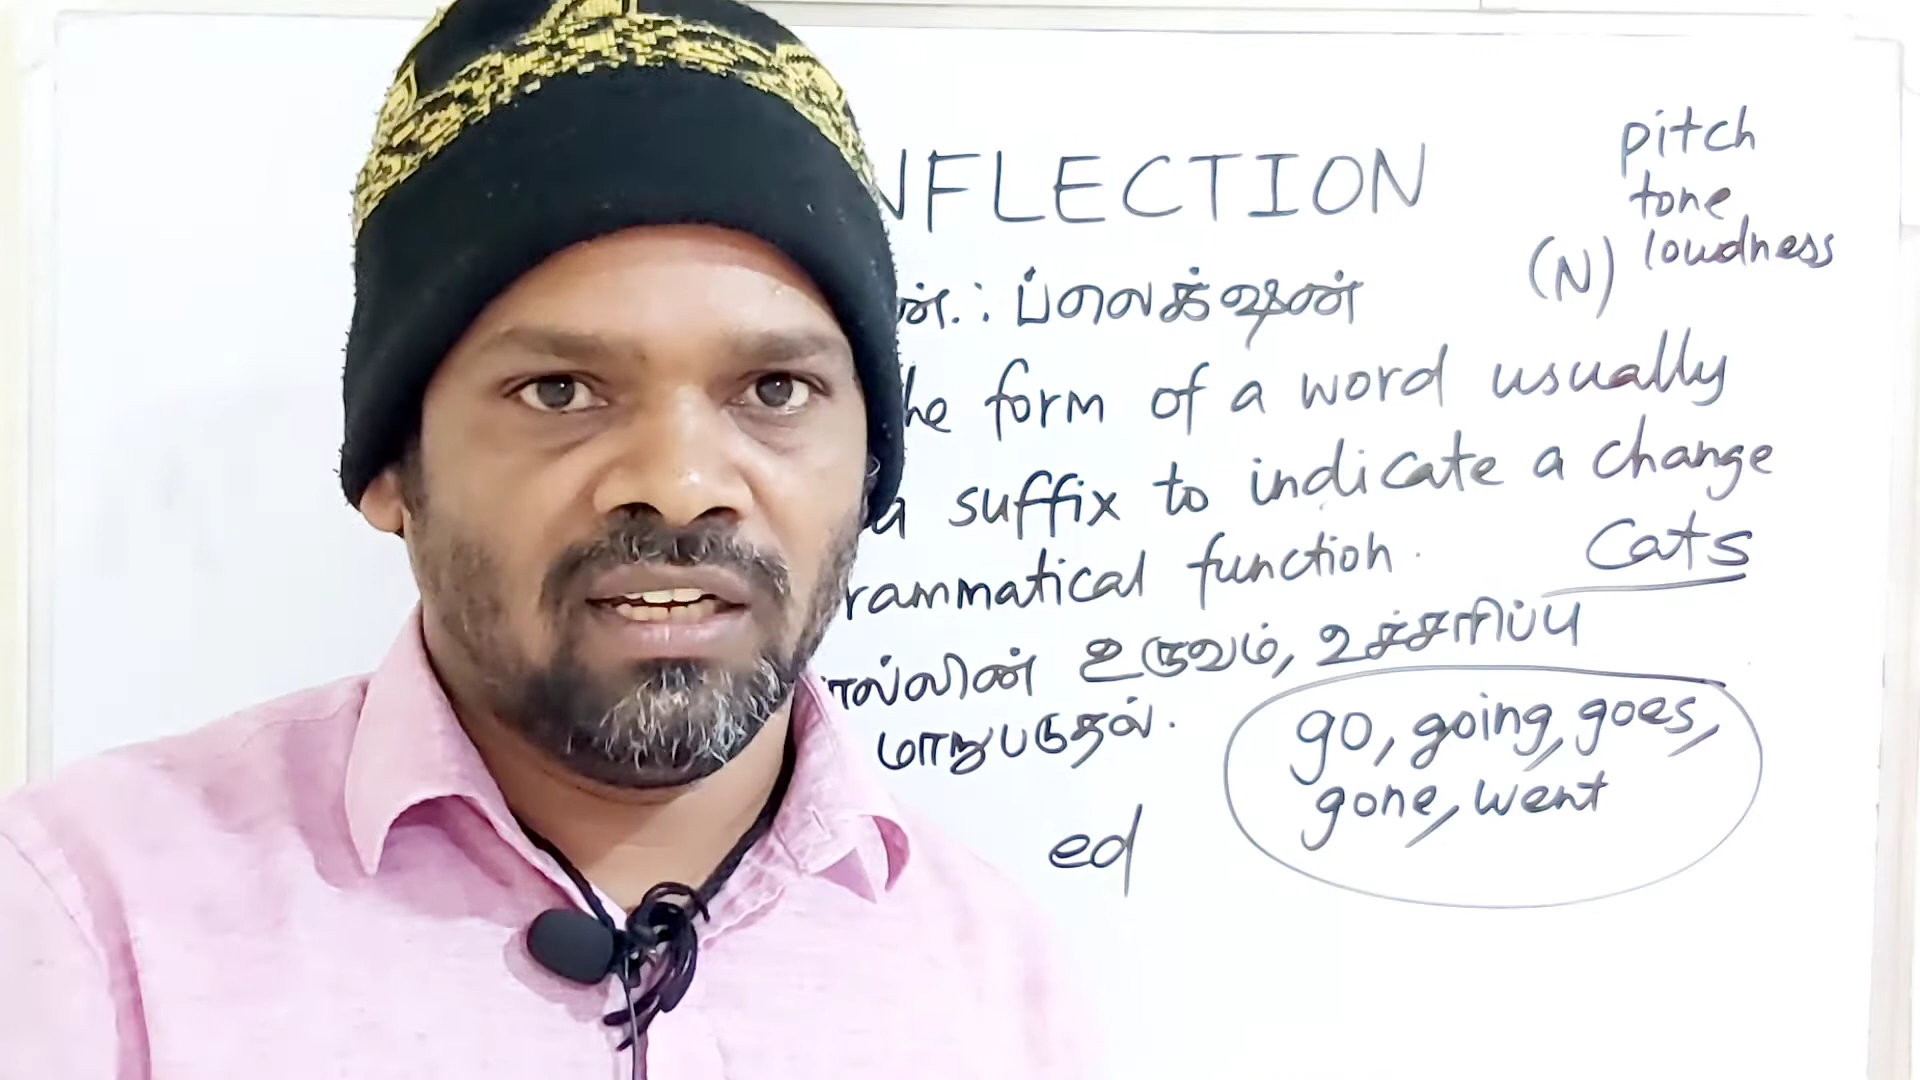 NFLECTION
pitch
tone
loudness
(N)
ன்.: ப்லெக்ஷன்
he form of a word usually
a suffix to indicate a change
rammatical function.
Cats
ால்லின் உருவம், உச்சரிப்பு
மாறுபடுதல்.
go, going, goes,
gone, went
ed